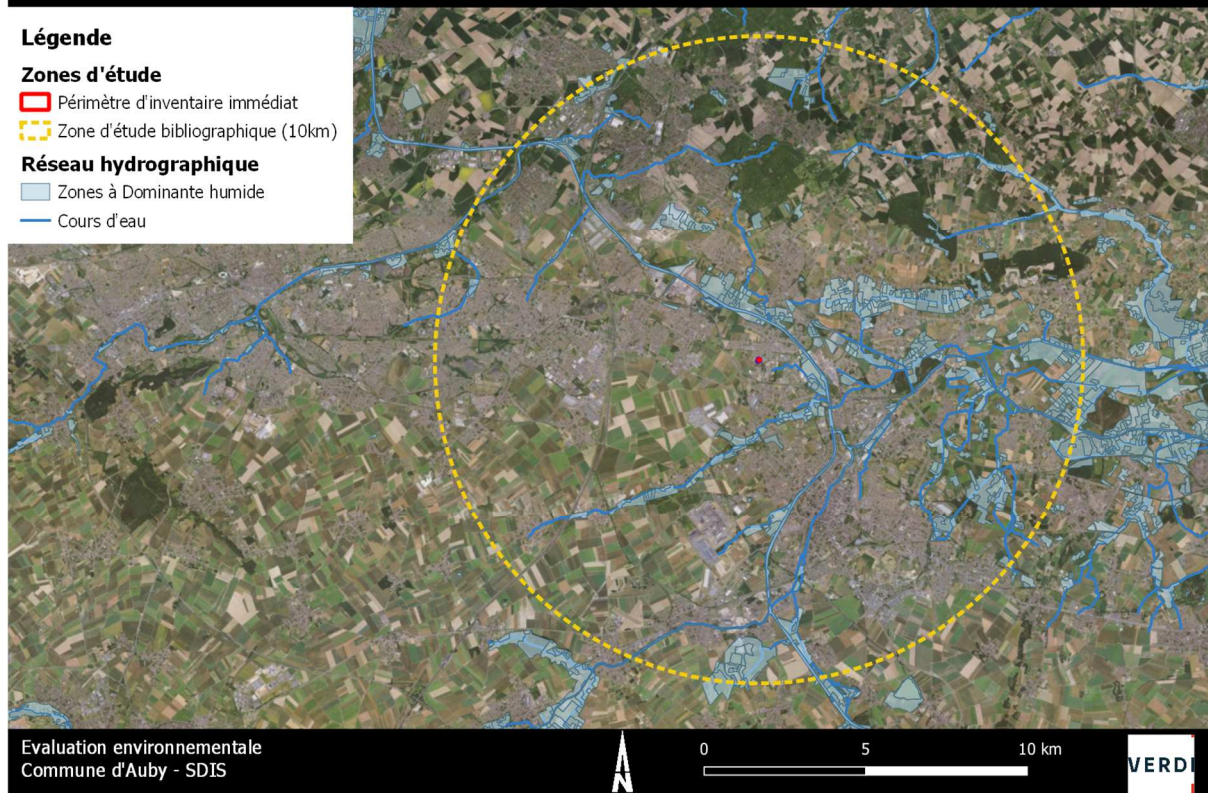 Légende
Zones d'étude
Périmètre d'inventaire immédiat
Zone d'étude bibliographique (10km)
Réseau hydrographique
Zones à Dominante humide
Cours d'eau
Evaluation environnementale
Commune d'Auby - SDIS
N
0 5 10 km
VERDI